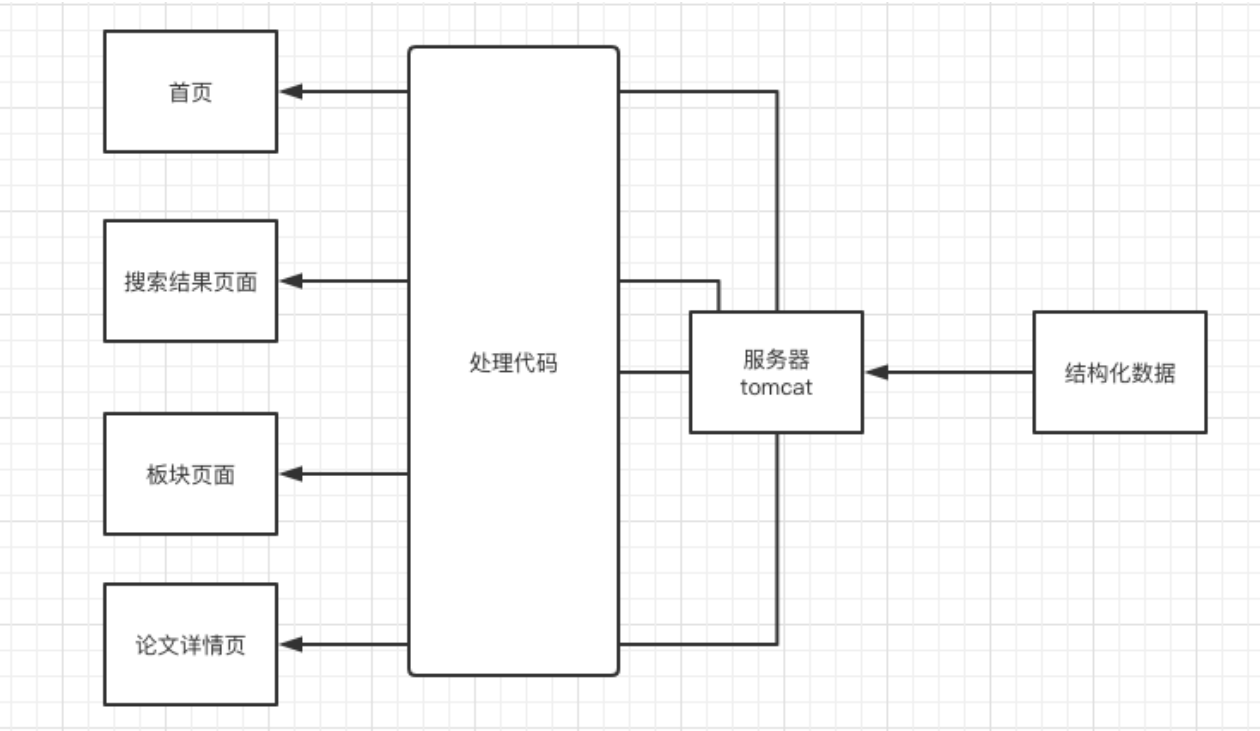 首页
搜索结果页面
板块页面
论文详情页
处理代码
服务器
tomcat
结构化数据